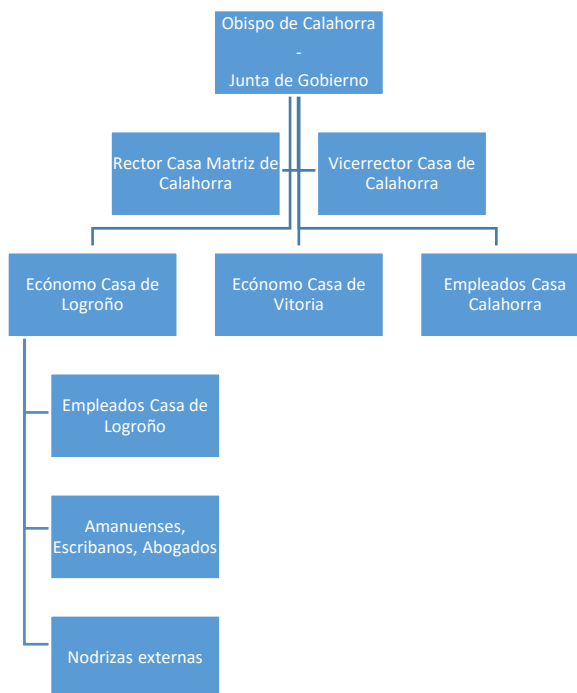 Obispo de Calahorra
-
Junta de Gobierno
Rector Casa Matriz de
Calahorra
Vicerrector Casa de
Calahorra
Ecónomo Casa de
Logroño
Ecónomo Casa de
Vitoria
Empleados Casa
Calahorra
Empleados Casa de
Logroño
Amanuenses,
Escribanos, Abogados
Nodrizas externas